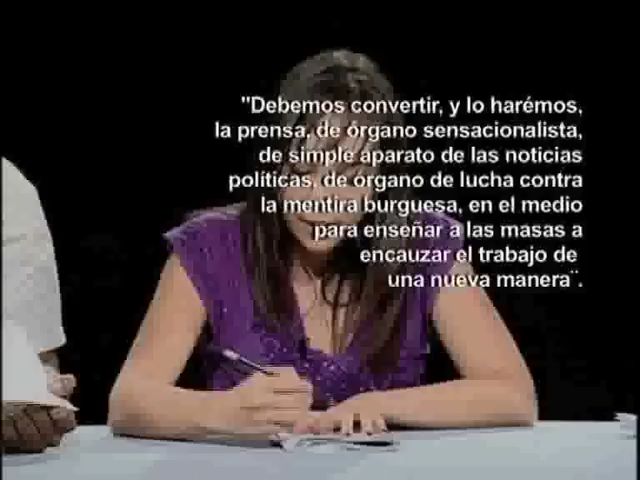 "Debemos convertir, y lo harémos,
la prensa, de órgano sensacionalista,
de simple aparato de las noticias
políticas, de órgano de lucha contra
la mentira burguesa, en el medio
para enseñar a las masas a
encauzar el trabajo de
una nueva manera¨.